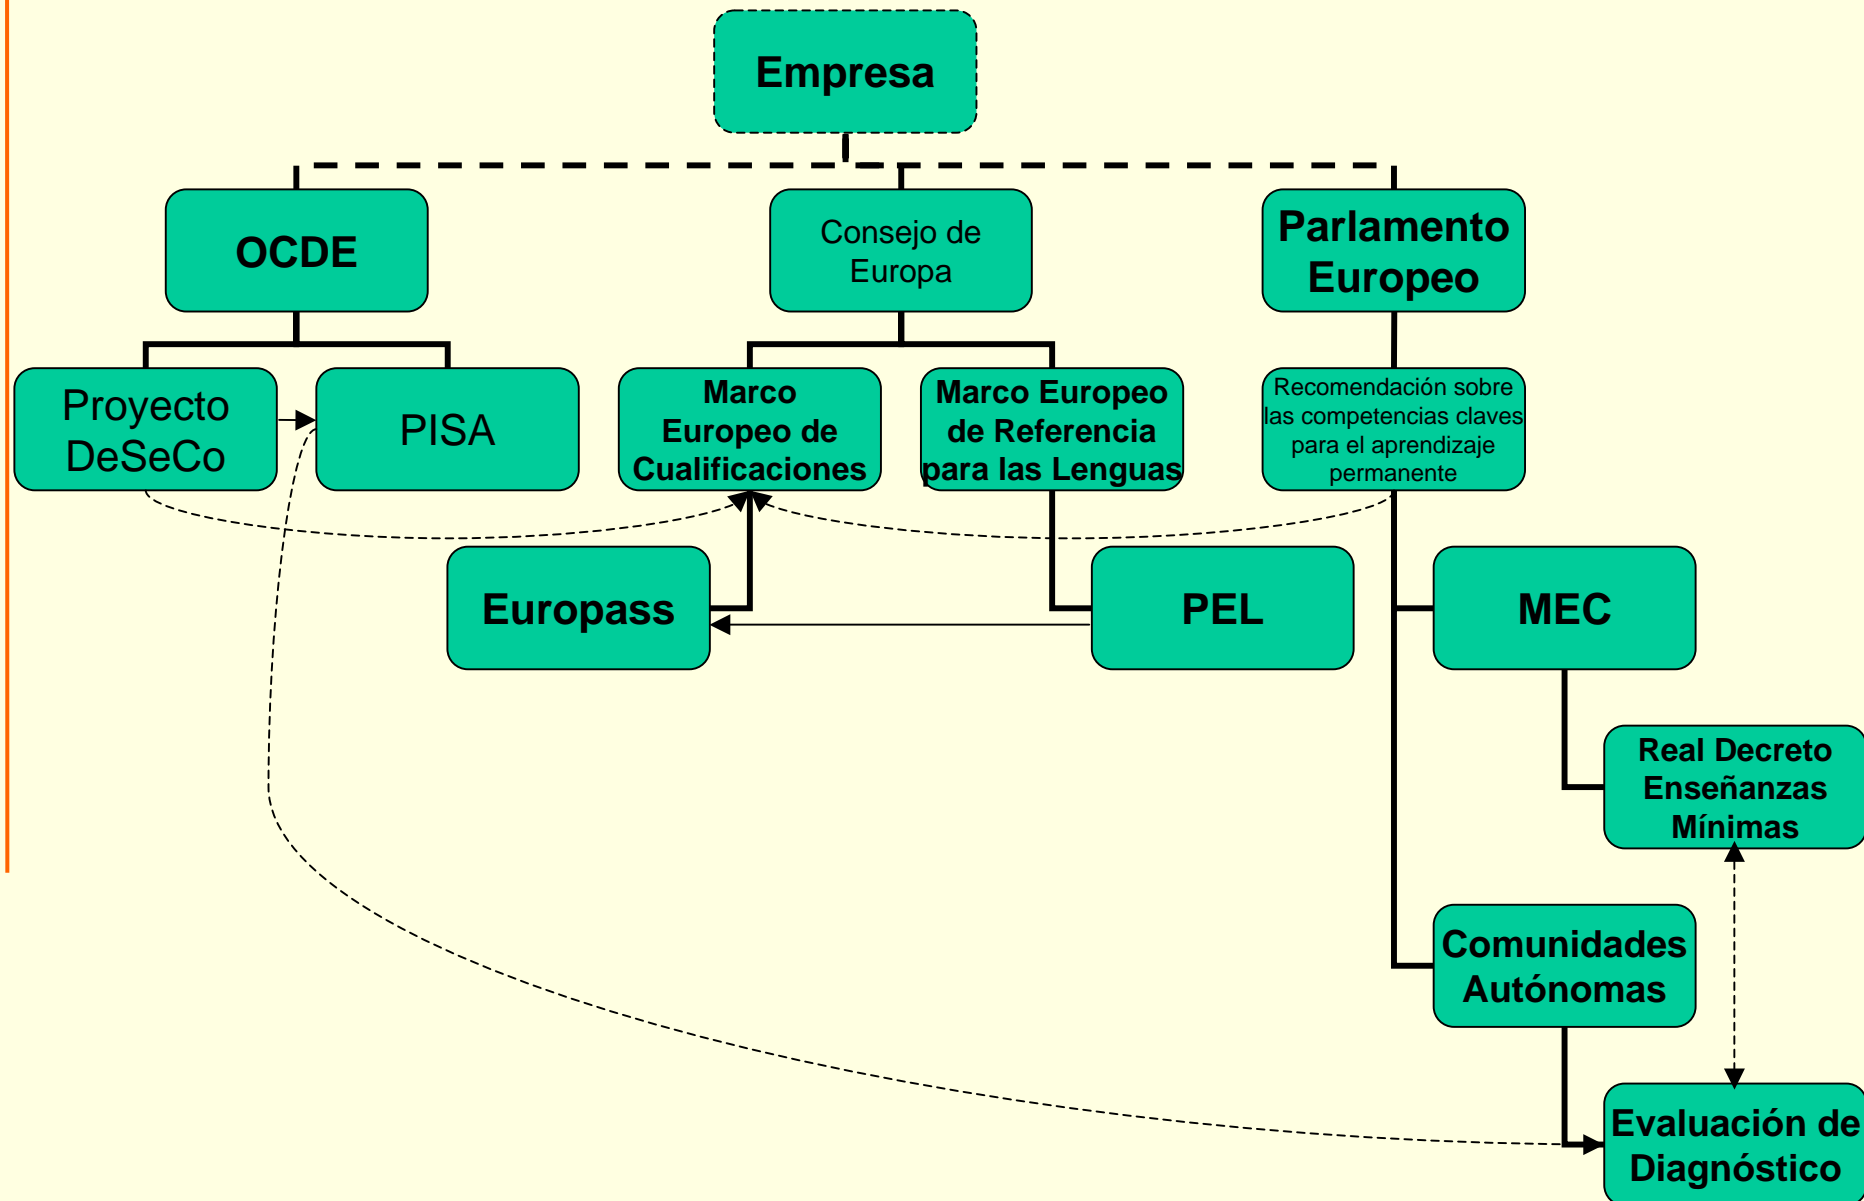 Empresa
OCDE
Consejo de
Europa
Parlamento
Europeo
Proyecto
DeSeCo
PISA
Marco
Europeo de
Cualificaciones
Marco Europeo
de Referencia
para las Lenguas
Recomendación sobre
las competencias claves
para el aprendizaje
permanente
Europass
PEL
MEC
Real Decreto
Enseñanzas
Mínimas
Comunidades
Autónomas
Evaluación de
Diagnóstico